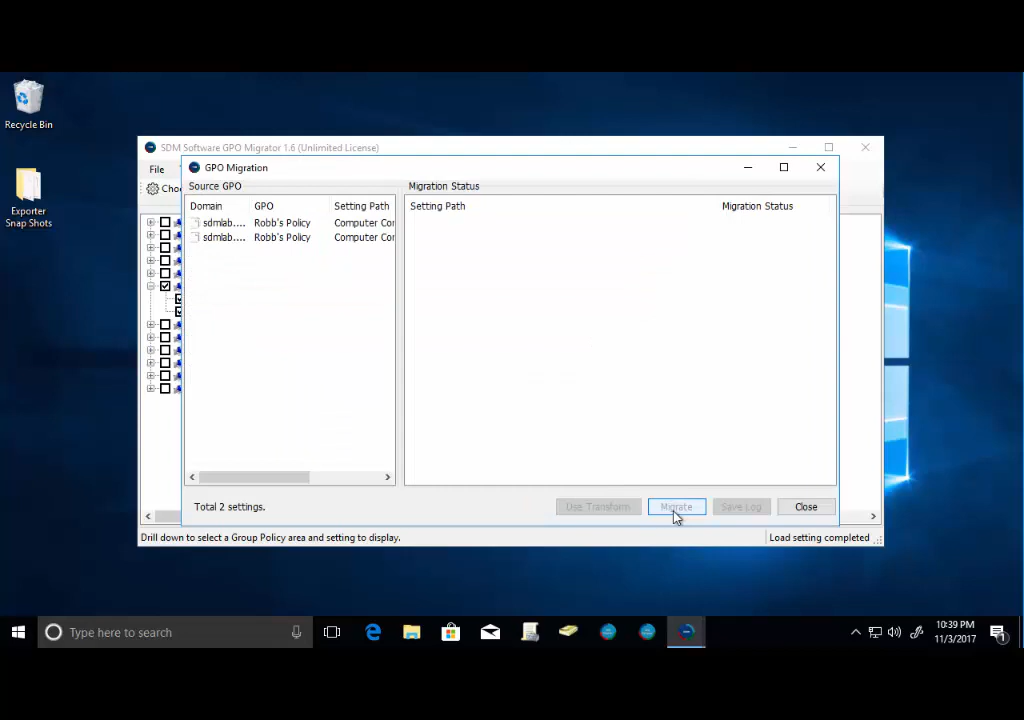 Recycle Bin
Exporter
Snap Shots
SDM Software GPO Migrator 1.6 (Unlimited License)
File
GPO Migration
Source GPO
Migration Status
Domain GPO Setting Path
sdmlab.... Robb's Policy Computer Cor
sdmlab.... Robb's Policy Computer Cor
Setting Path Migration Status
Total 2 settings.
Use Transform Migrate Save Log Close
Drill down to select a Group Policy area and setting to display. Load setting completed
Type here to search
10:39 PM
11/3/2017
1